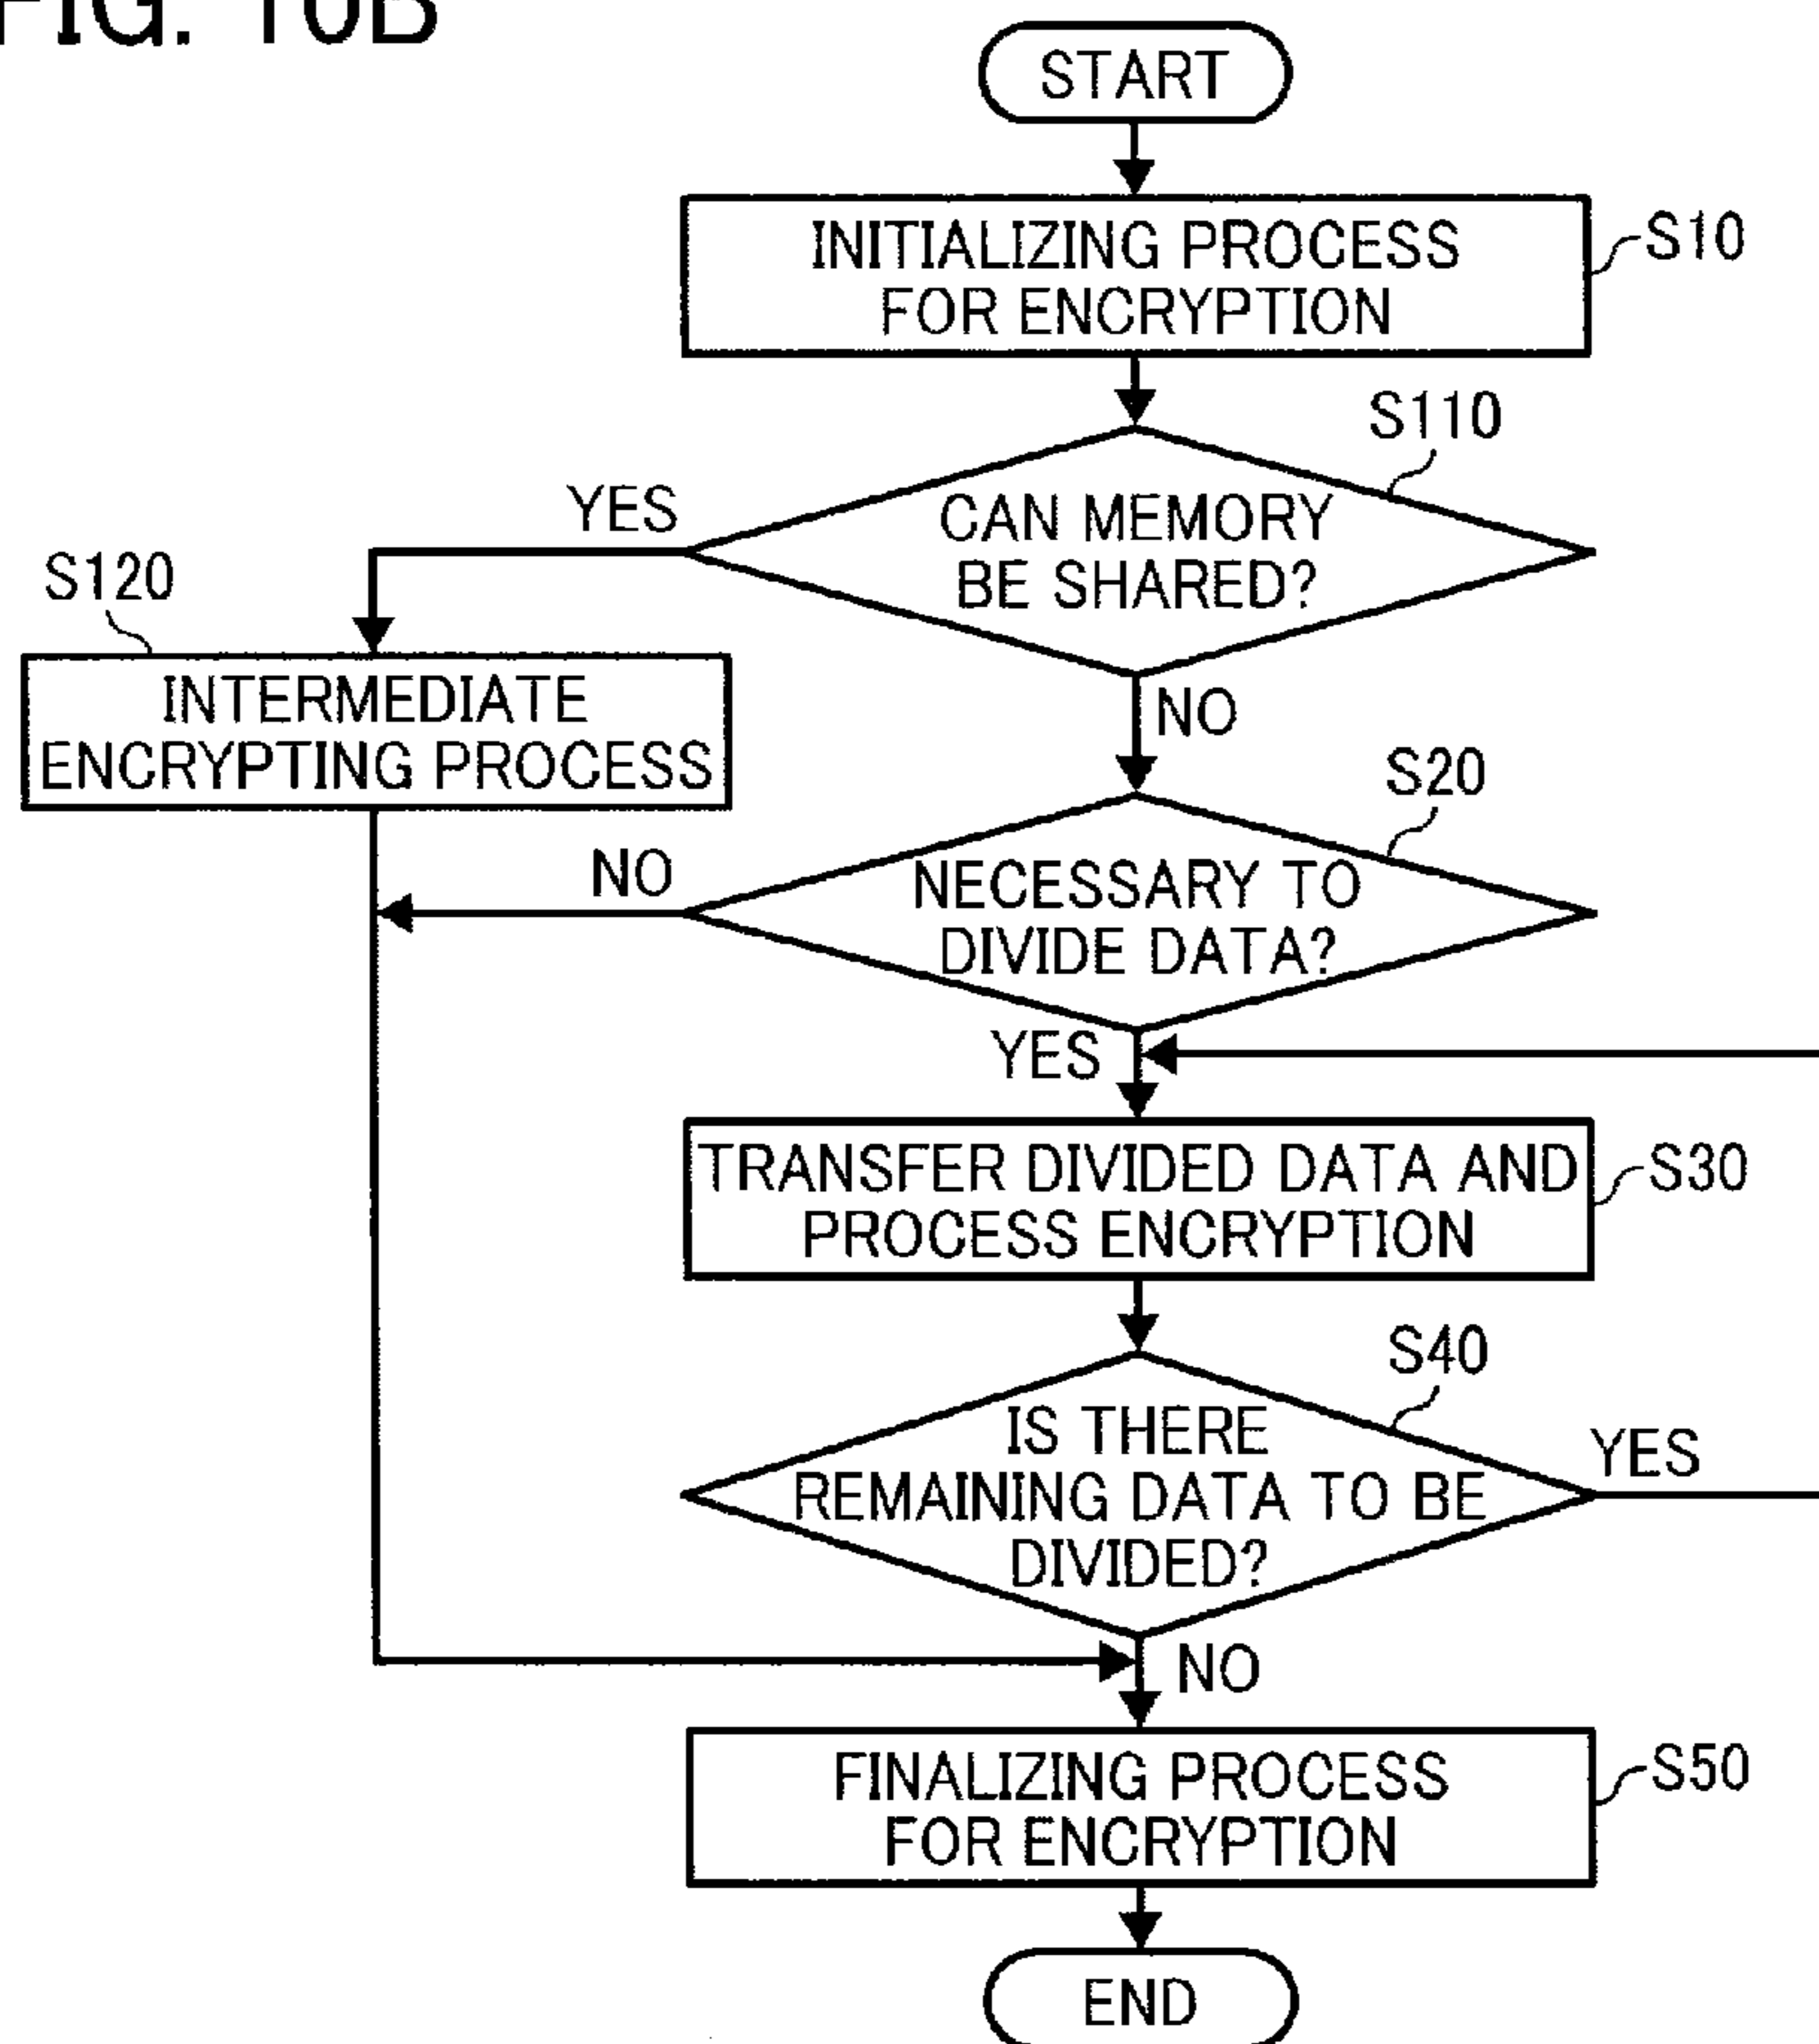 FIG. 10B
START
INITIALIZING PROCESS
FOR ENCRYPTION
S10
S110
CAN MEMORY
BE SHARED?
YES
S120
INTERMEDIATE
ENCRYPTING PROCESS
NO
S20
NECESSARY TO
DIVIDE DATA?
NO
YES
TRANSFER DIVIDED DATA AND
PROCESS ENCRYPTION
S30
S40
IS THERE
REMAINING DATA TO BE
DIVIDED?
YES
NO
FINALIZING PROCESS
FOR ENCRYPTION
S50
END